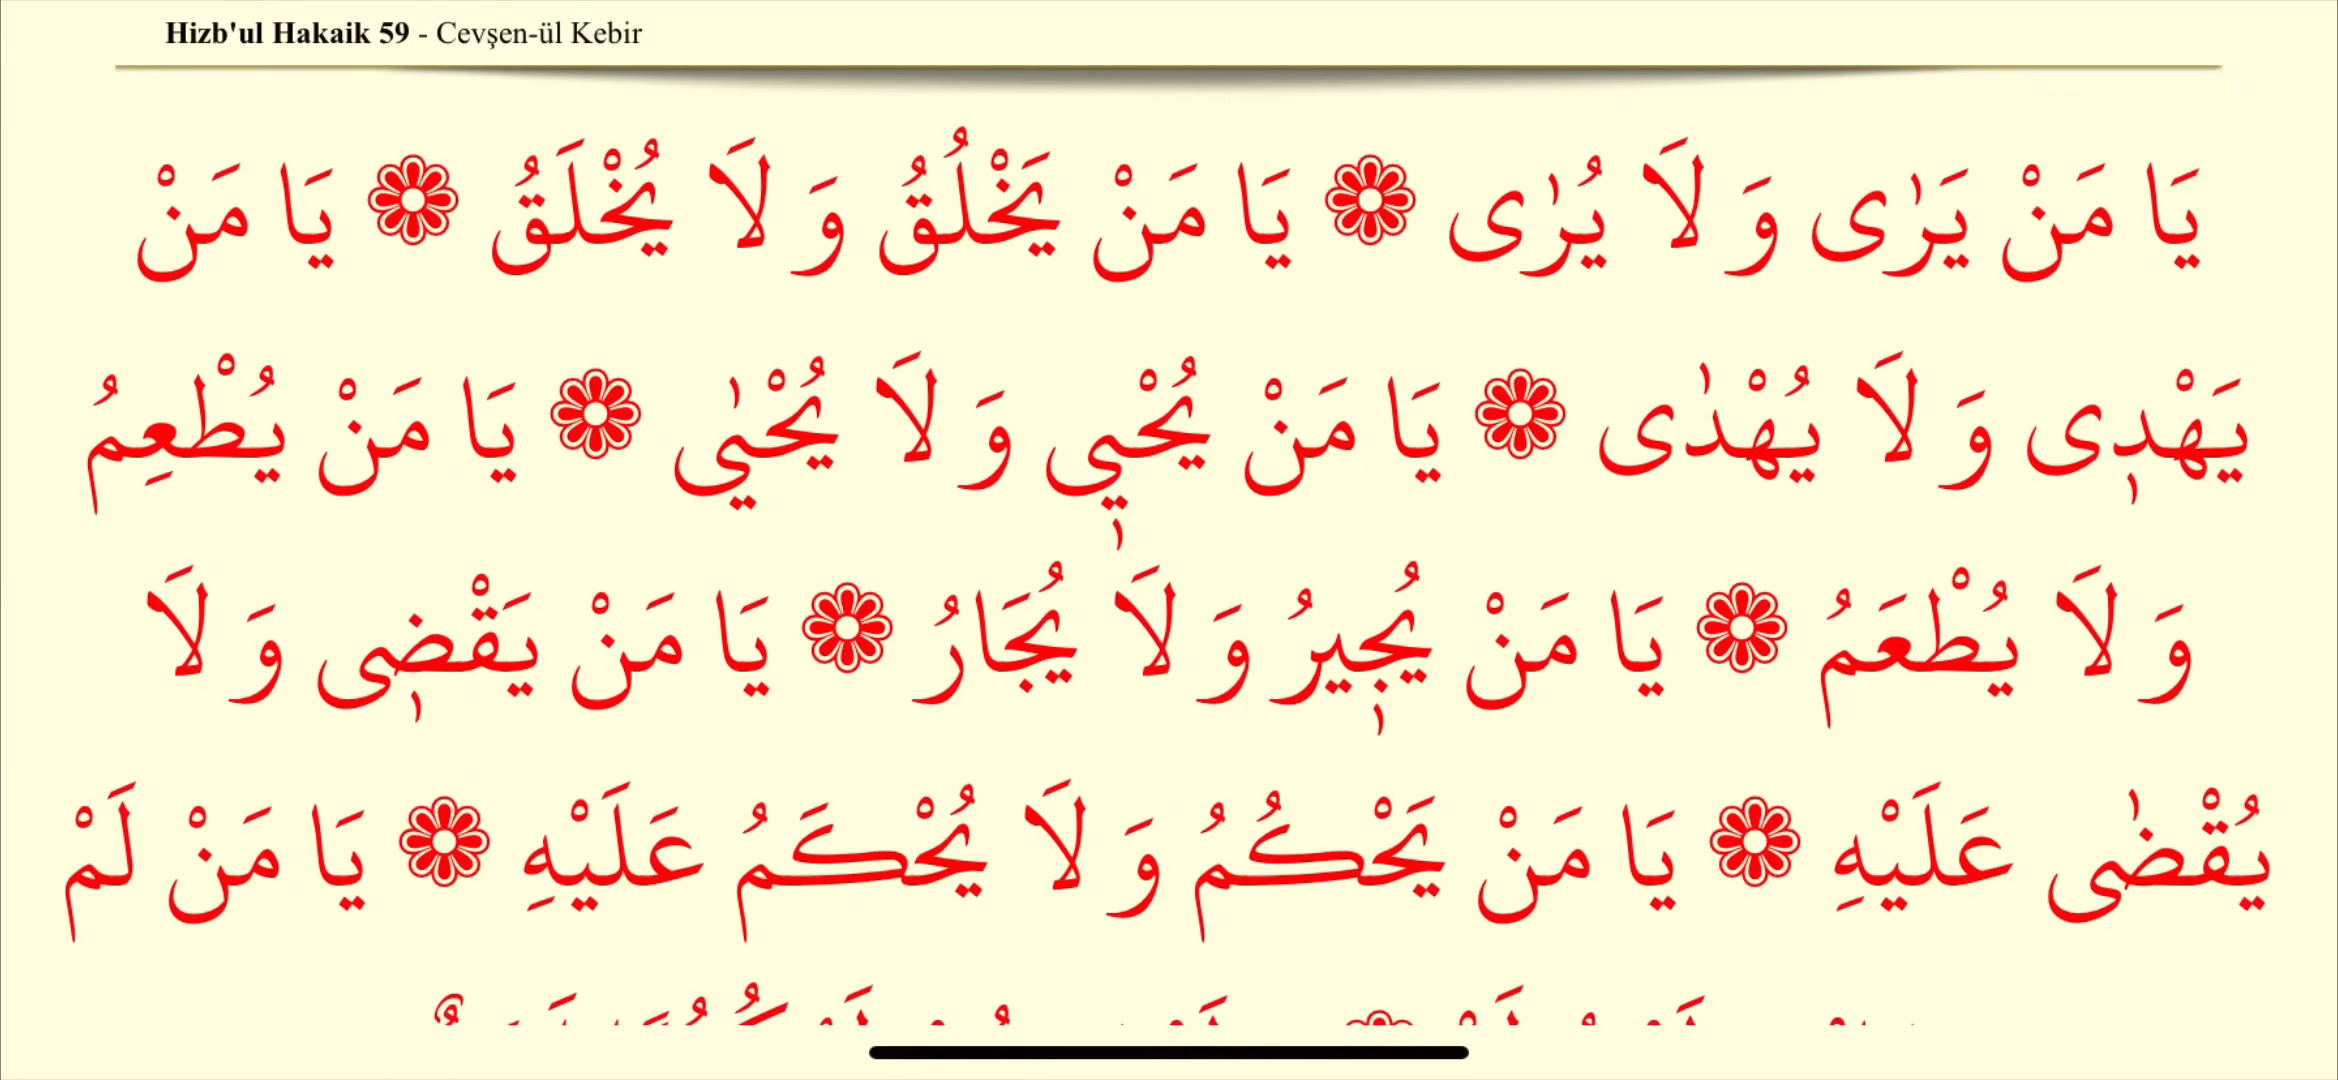 Hizb'ul Hakaik 59 - Cevşen-ül Kebir
يَا مَنْ يَرٰى وَ لَا يُرٰى ❁ يَا مَنْ يَخْلُقُ وَ لَا يُخْلَقُ ❁ يَا مَنْ
يَهْدٖى وَ لَا يُهْدٰى ❁ يَا مَنْ يُحْيٖي وَ لَا يُحْيٰي ❁ يَا مَنْ يُطْعِمُ
وَ لَا يُطْعَمُ ❁ يَا مَنْ يُجٖيرُ وَ لَا يُجَارُ ❁ يَا مَنْ يَقْضٖى وَ لَا
يُقْضٰى عَلَيْهِ ❁ يَا مَنْ يَحْكُمُ وَ لَا يُحْكَمُ عَلَيْهِ ❁ يَا مَنْ لَمْ